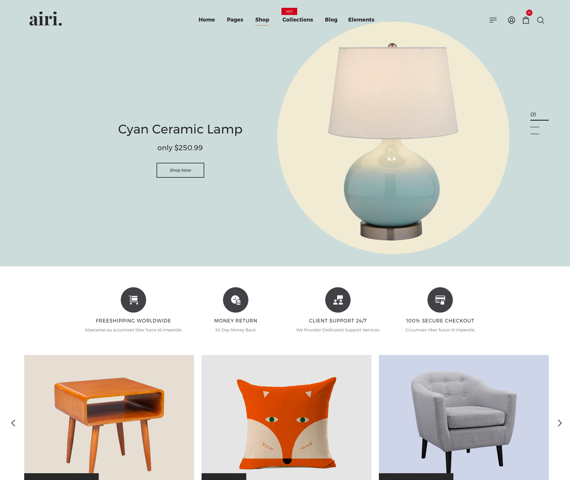 airi.
HOT
Home Pages Shop Collections Blog Elements
01
Cyan Ceramic Lamp
only $250.99
Shop Now
FREESHIPPING WORLDWIDE
MONEY RETURN
CLIENT SUPPORT 24/7
100% SECURE CHECKOUT
Maecenas eu accumsan liber fusce id imperdie
30 Day Money Back
We Provider Dedicated Support Services
Cccumsan liber fusce id imperdie